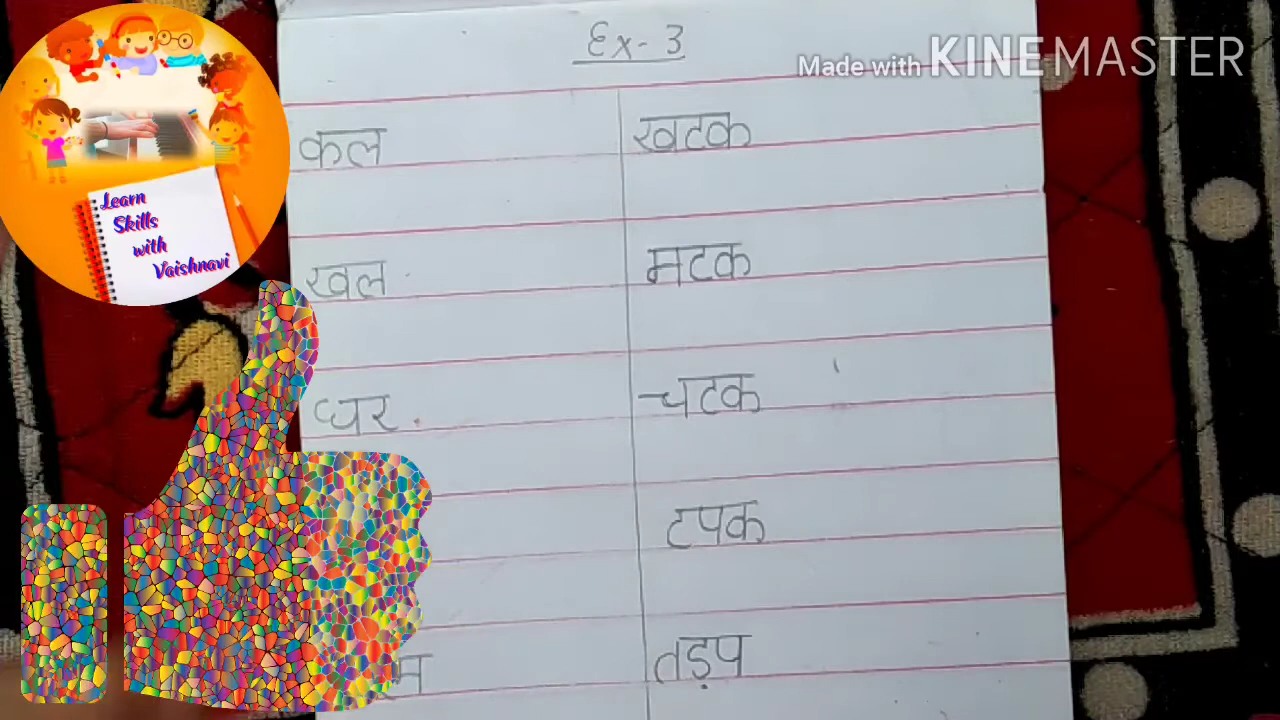 Ex- 3
Made with KINEMASTER
Learn
Skills
with
Vaishnavi
कल
खटक
खल
मटक
घर
चटक
टपक
तड़प